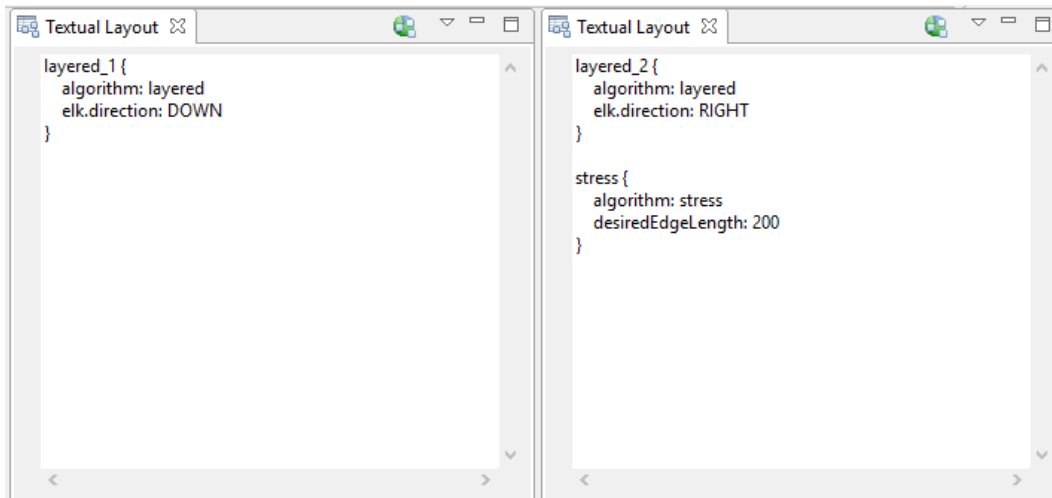 Textual Layout
layered_1 {
algorithm: layered
elk.direction: DOWN
}
Textual Layout
layered_2 {
algorithm: layered
elk.direction: RIGHT
}
stress {
algorithm: stress
desiredEdgeLength: 200
}